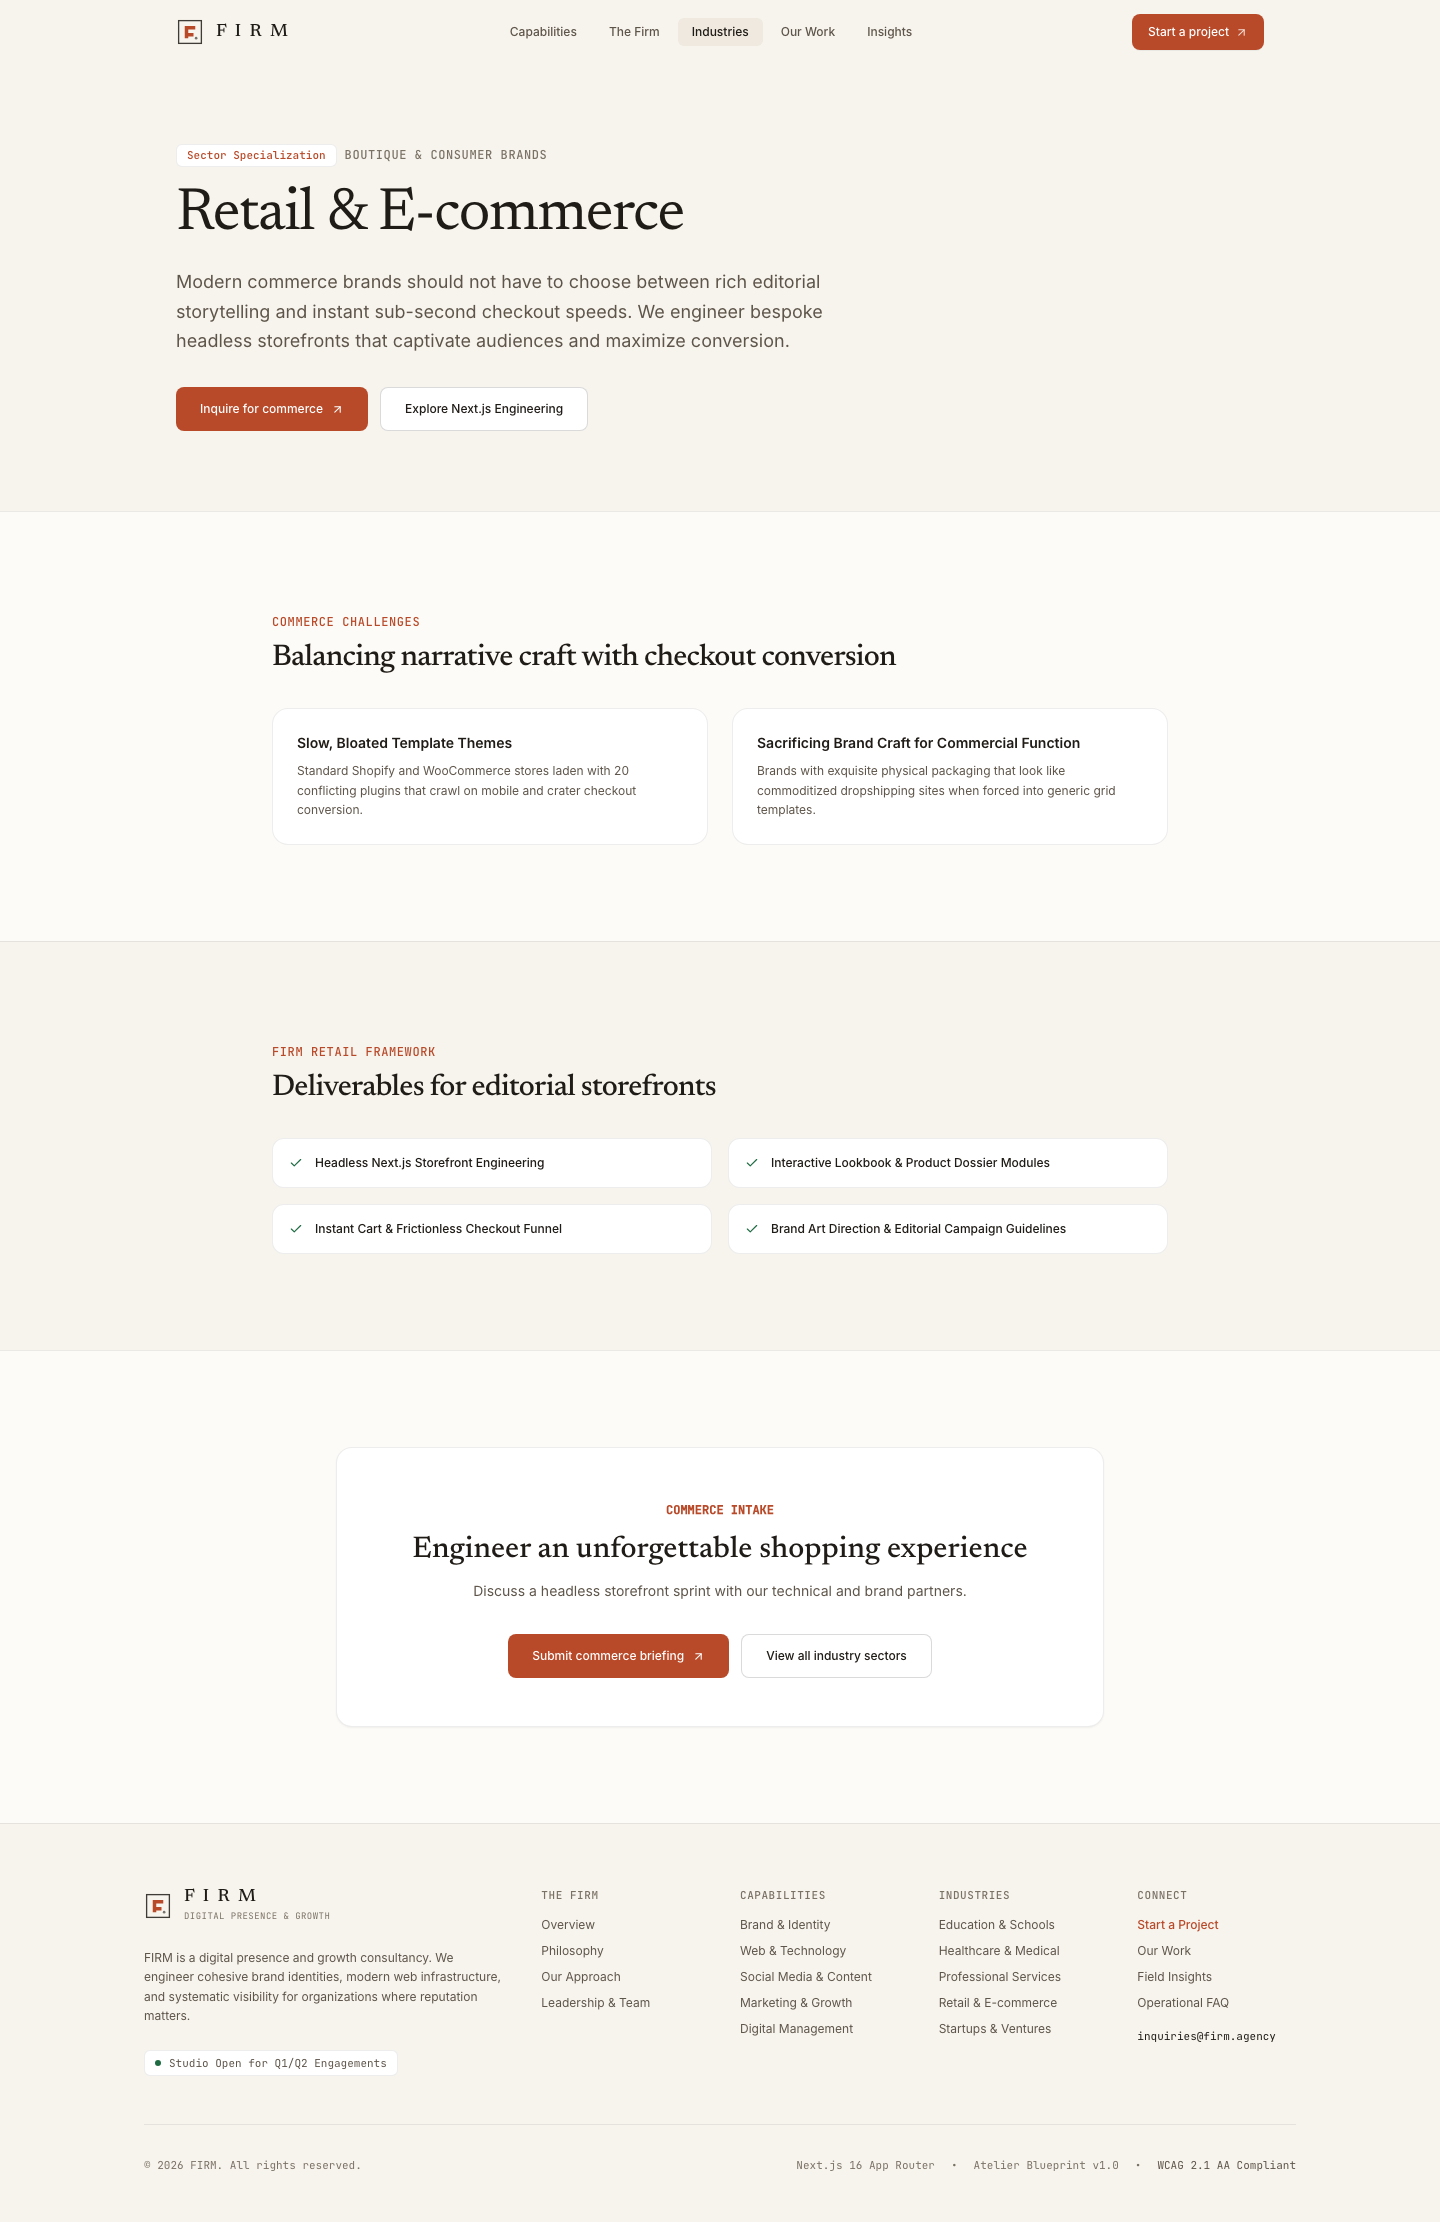 F. FIRM
Capabilities
The Firm
Industries
Our Work
Insights
Start a project
Sector Specialization
BOUTIQUE & CONSUMER BRANDS
Retail & E-commerce
Modern commerce brands should not have to choose between rich editorial
storytelling and instant sub-second checkout speeds. We engineer bespoke
headless storefronts that captivate audiences and maximize conversion.
Inquire for commerce
Explore Next.js Engineering
COMMERCE CHALLENGES
Balancing narrative craft with checkout conversion
Slow, Bloated Template Themes
Standard Shopify and WooCommerce stores laden with 20
conflicting plugins that crawl on mobile and crater checkout
conversion.
Sacrificing Brand Craft for Commercial Function
Brands with exquisite physical packaging that look like
commoditized dropshipping sites when forced into generic grid
templates.
FIRM RETAIL FRAMEWORK
Deliverables for editorial storefronts
Headless Next.js Storefront Engineering
Interactive Lookbook & Product Dossier Modules
Instant Cart & Frictionless Checkout Funnel
Brand Art Direction & Editorial Campaign Guidelines
COMMERCE INTAKE
Engineer an unforgettable shopping experience
Discuss a headless storefront sprint with our technical and brand partners.
Submit commerce briefing
View all industry sectors
F. FIRM
DIGITAL PRESENCE & GROWTH
FIRM is a digital presence and growth consultancy. We
engineer cohesive brand identities, modern web infrastructure,
and systematic visibility for organizations where reputation
matters.
Studio Open for Q1/Q2 Engagements
THE FIRM
Overview
Philosophy
Our Approach
Leadership & Team
CAPABILITIES
Brand & Identity
Web & Technology
Social Media & Content
Marketing & Growth
Digital Management
INDUSTRIES
Education & Schools
Healthcare & Medical
Professional Services
Retail & E-commerce
Startups & Ventures
CONNECT
Start a Project
Our Work
Field Insights
Operational FAQ
inquiries@firm.agency
© 2026 FIRM. All rights reserved.
Next.js 16 App Router • Atelier Blueprint v1.0 • WCAG 2.1 AA Compliant